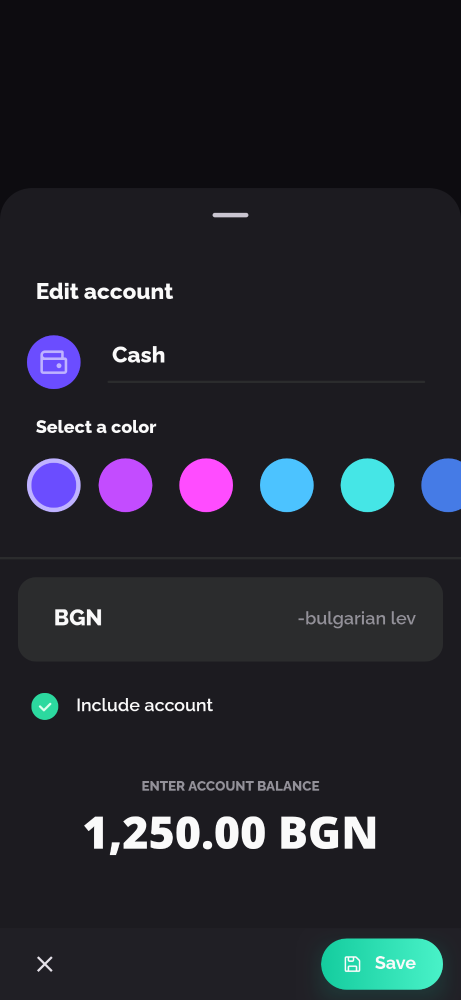 Edit account
Cash
Select a color
BGN
-bulgarian lev
Include account
ENTER ACCOUNT BALANCE
1,250.00 BGN
Save